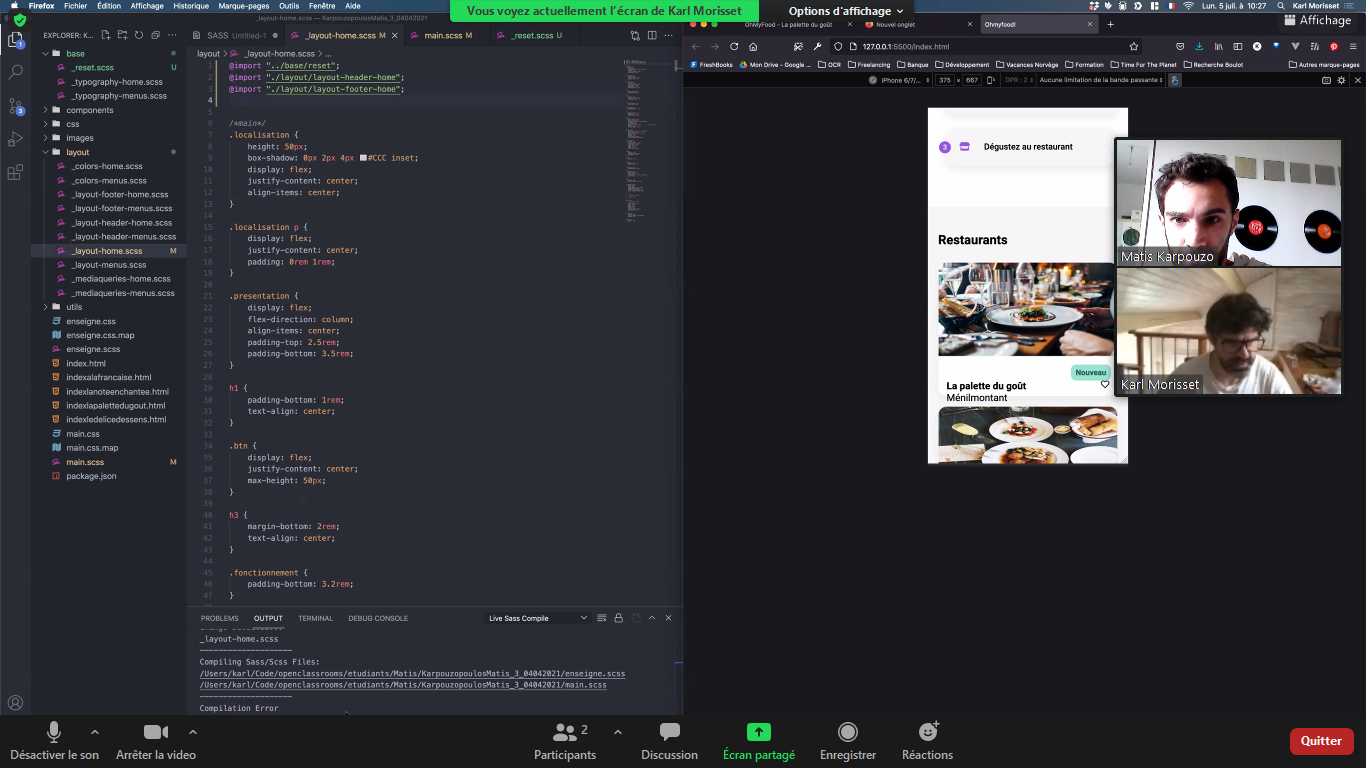 Firefox Fichier Édition Affichage Historique Marque-pages Outils Fenêtre Aide
Vous voyez actuellement l'écran de Karl Morisset
Options d'affichage
Lun. 5 juil. à 10:27 Karl Morisset
Affichage
_layout-home.scss — KarpouzopoulosMatis_3_04042021
EXPLORER: K...
SASS Untitled-1
_layout-home.scss M
main.scss M
_reset.scss U
layout > _layout-home.scss > ...
base
_reset.scss U
_typography-home.scss
_typography-menus.scss
components
css
images
layout
_colors-home.scss
_colors-menus.scss
_layout-footer-home.scss
_layout-footer-menus.scss
_layout-header-home.scss
_layout-header-menus.scss
_layout-home.scss M
_layout-menus.scss
_mediaqueries-home.scss
_mediaqueries-menus.scss
utils
enseigne.css
enseigne.css.map
enseigne.scss
index.html
indexalafrancaise.html
indexlanoteenchantee.html
indexlapalettedugout.html
indexledelicedessens.html
main.css
main.css.map
main.scss M
package.json
1 @import "../base/reset";
2 @import "./layout/layout-header-home";
3 @import "./layout/layout-footer-home";
4
5
6 /*main*/
7 .localisation {
8 height: 50px;
9 box-shadow: 0px 2px 4px #CCC inset;
10 display: flex;
11 justify-content: center;
12 align-items: center;
13 }
14
15 .localisation p {
16 display: flex;
17 justify-content: center;
18 padding: 0rem 1rem;
19 }
20
21 .presentation {
22 display: flex;
23 flex-direction: column;
24 align-items: center;
25 padding-top: 2.5rem;
26 padding-bottom: 3.5rem;
27 }
28
29 h1 {
30 padding-bottom: 1rem;
31 text-align: center;
32 }
33
34 .btn {
35 display: flex;
36 justify-content: center;
37 max-height: 50px;
38 }
39
40 h3 {
41 margin-bottom: 2rem;
42 text-align: center;
43 }
44
45 .fonctionnement {
46 padding-bottom: 3.2rem;
47 }
PROBLEMS OUTPUT TERMINAL DEBUG CONSOLE
Live Sass Compile
_layout-home.scss
--------------------
Compiling Sass/Scss Files:
/Users/karl/Code/openclassrooms/etudiants/Matis/KarpouzopoulosMatis_3_04042021/enseigne.scss
/Users/karl/Code/openclassrooms/etudiants/Matis/KarpouzopoulosMatis_3_04042021/main.scss
--------------------
Compilation Error
OhMyFood - La palette du goût
Nouvel onglet
Ohmyfood!
127.0.0.1:5500/index.html
FreshBooks Mon Drive - Google ... OCR Freelancing Banque Développement Vacances Norvège Formation Time For The Planet Recherche Boulot Autres marque-pages
iPhone 6/7/... 375 × 667 DPR : 2 Aucune limitation de la bande passante
3 Dégustez au restaurant
Restaurants
Nouveau
La palette du goût
Ménilmontant
Matis Karpouzo
Karl Morisset
Désactiver le son
Arrêter la video
Participants 2
Discussion
Écran partagé
Enregistrer
Réactions
Quitter